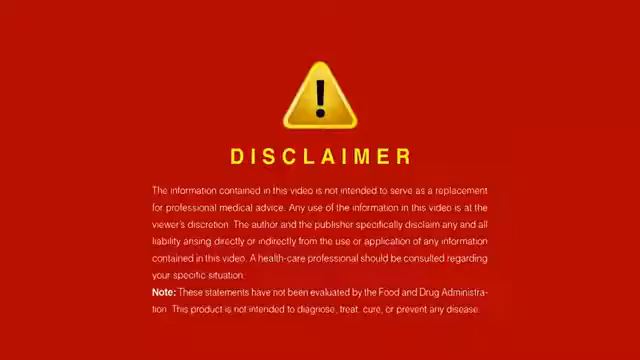 DISCLAIMER
The information contained in this video is not intended to serve as a replacement
for professional medical advice. Any use of the information in this video is at the
viewer's discretion. The author and the publisher specifically disclaim any and all
liability arising directly or indirectly from the use or application of any information
contained in this video. A health-care professional should be consulted regarding
your specific situation.
Note: These statements have not been evaluated by the Food and Drug Administra-
tion. This product is not intended to diagnose, treat, cure, or prevent any disease.